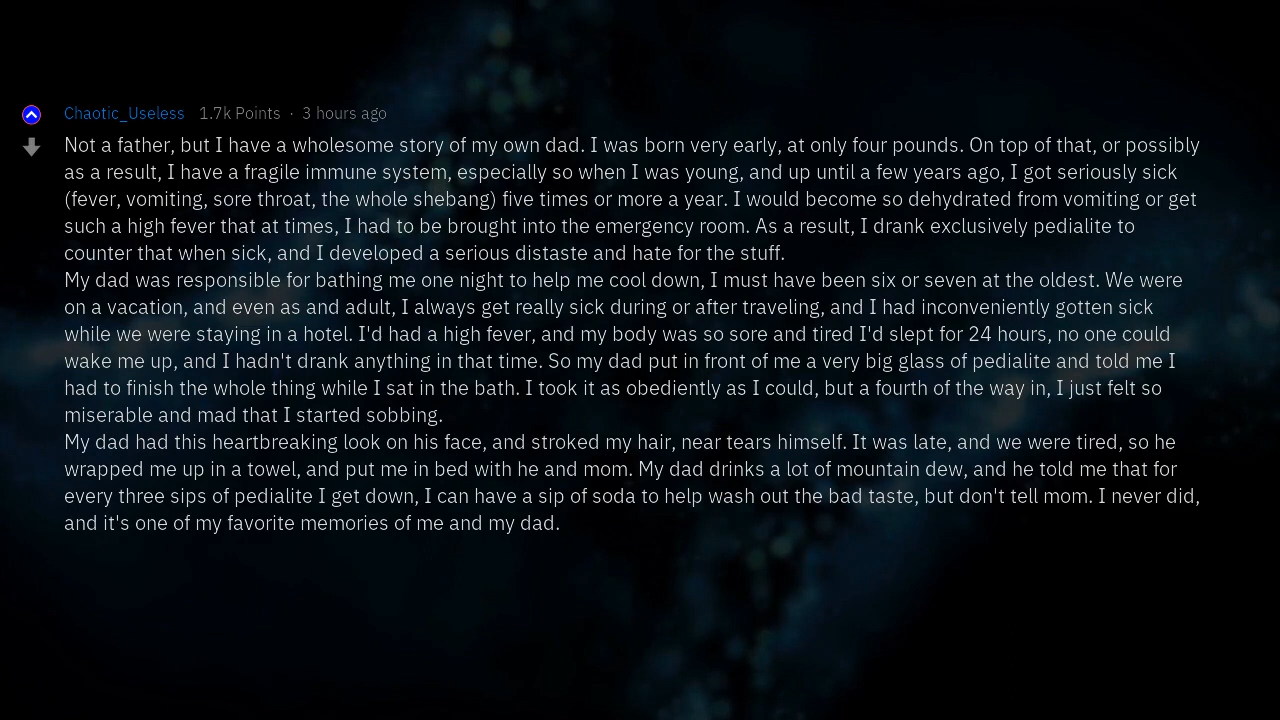 Chaotic_Useless 1.7k Points · 3 hours ago
Not a father, but I have a wholesome story of my own dad. I was born very early, at only four pounds. On top of that, or possibly
as a result, I have a fragile immune system, especially so when I was young, and up until a few years ago, I got seriously sick
(fever, vomiting, sore throat, the whole shebang) five times or more a year. I would become so dehydrated from vomiting or get
such a high fever that at times, I had to be brought into the emergency room. As a result, I drank exclusively pedialite to
counter that when sick, and I developed a serious distaste and hate for the stuff.
My dad was responsible for bathing me one night to help me cool down, I must have been six or seven at the oldest. We were
on a vacation, and even as and adult, I always get really sick during or after traveling, and I had inconveniently gotten sick
while we were staying in a hotel. I'd had a high fever, and my body was so sore and tired I'd slept for 24 hours, no one could
wake me up, and I hadn't drank anything in that time. So my dad put in front of me a very big glass of pedialite and told me I
had to finish the whole thing while I sat in the bath. I took it as obediently as I could, but a fourth of the way in, I just felt so
miserable and mad that I started sobbing.
My dad had this heartbreaking look on his face, and stroked my hair, near tears himself. It was late, and we were tired, so he
wrapped me up in a towel, and put me in bed with he and mom. My dad drinks a lot of mountain dew, and he told me that for
every three sips of pedialite I get down, I can have a sip of soda to help wash out the bad taste, but don't tell mom. I never did,
and it's one of my favorite memories of me and my dad.